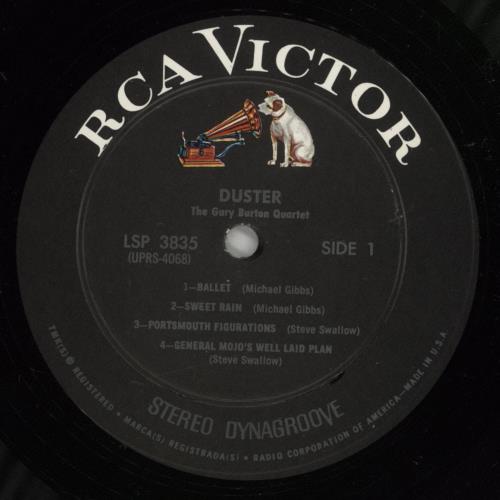 RCA VICTOR
DUSTER
The Gary Burton Quartet
LSP 3835
(UPRS-4068)
SIDE 1
1—BALLET (Michael Gibbs)
2—SWEET RAIN (Michael Gibbs)
3—PORTSMOUTH FIGURATIONS (Steve Swallow)
4—GENERAL MOJO'S WELL LAID PLAN
(Steve Swallow)
STEREO DYNAGROOVE
TMK(S) ® REGISTERED • MARCA(S) REGISTRADA(S) • RADIO CORPORATION OF AMERICA—MADE IN U.S.A